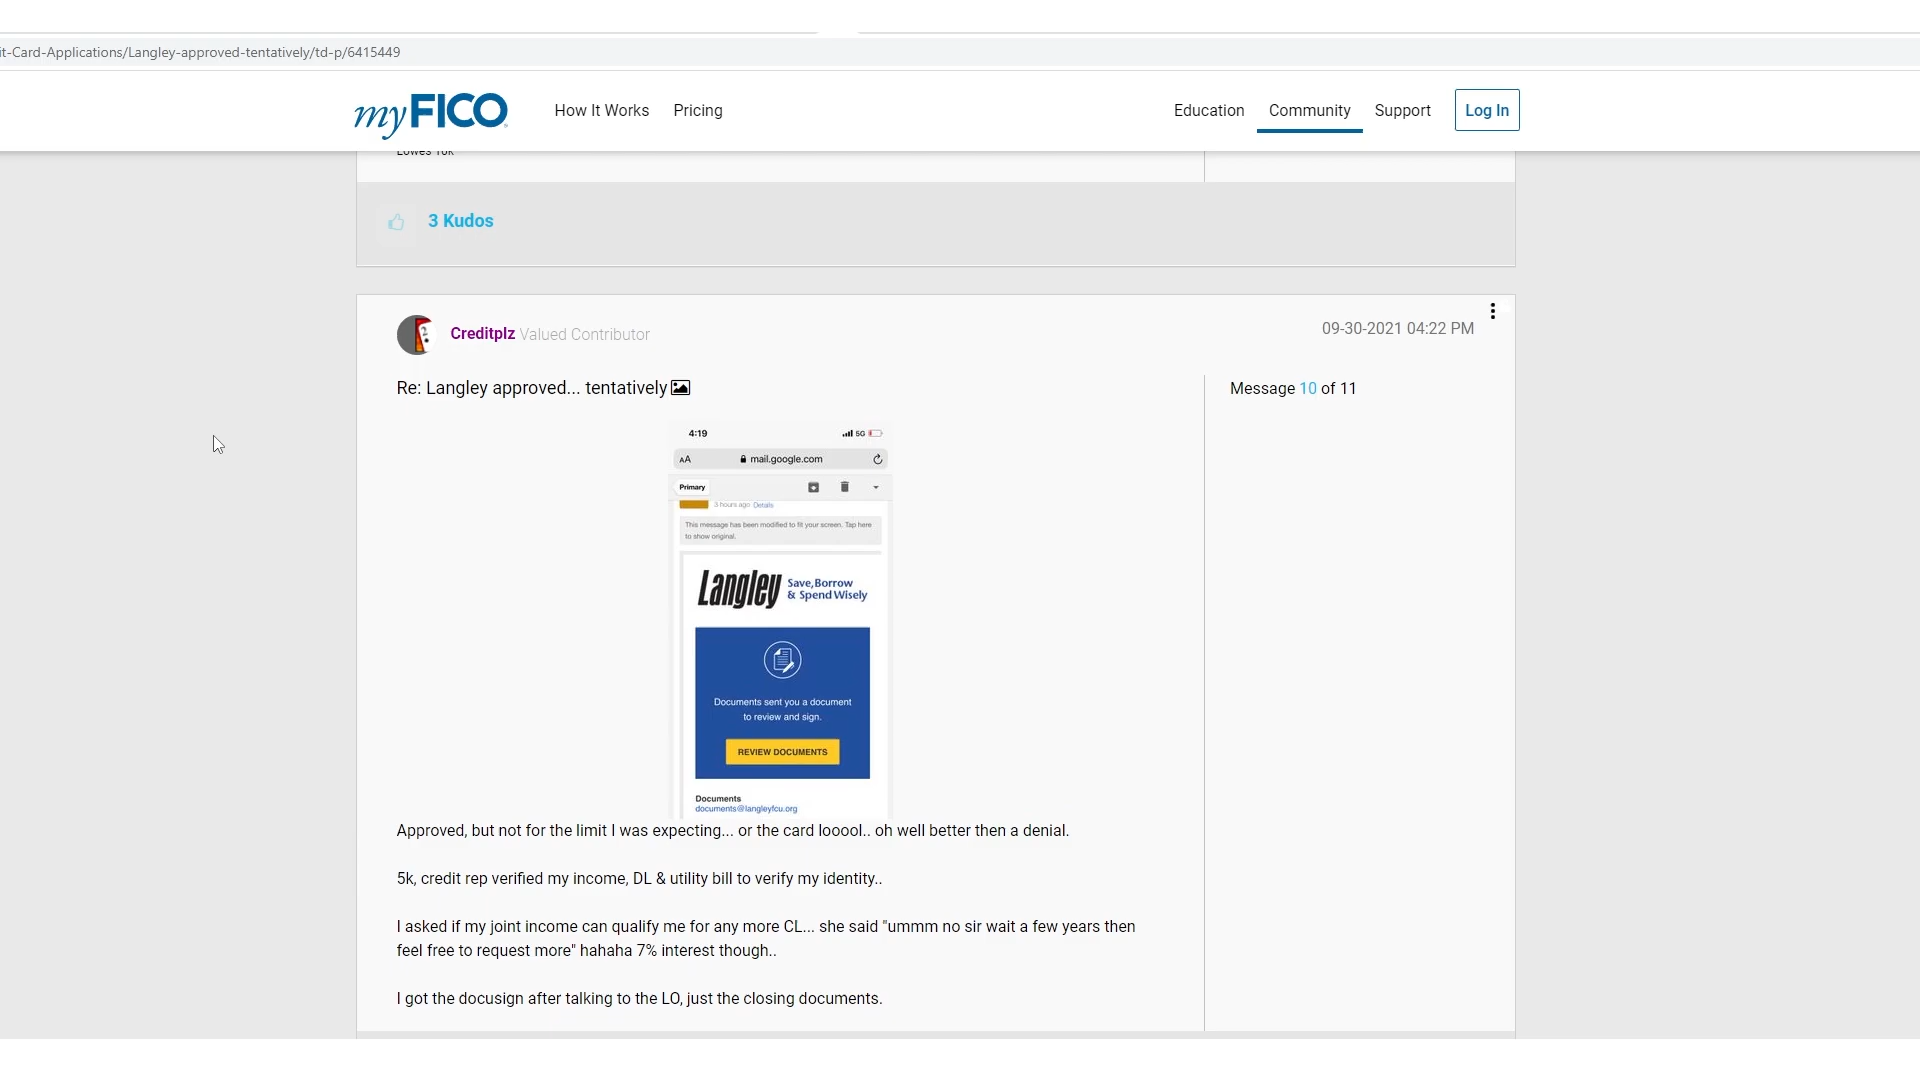 it-Card-Applications/Langley-approved-tentatively/td-p/6415449
myFICO
How It Works
Pricing
Education
Community
Support
Log In
Lowes 10k
3 Kudos
Creditplz Valued Contributor
09-30-2021 04:22 PM
Re: Langley approved... tentatively
Message 10 of 11
4:19
5G
AA
mail.google.com
Primary
3 hours ago Details
This message has been modified to fit your screen. Tap here
to show original.
Langley
Save, Borrow
& Spend Wisely
Documents sent you a document
to review and sign.
REVIEW DOCUMENTS
Documents
documents@langleyfcu.org
Approved, but not for the limit I was expecting... or the card looool.. oh well better then a denial.
5k, credit rep verified my income, DL & utility bill to verify my identity..
I asked if my joint income can qualify me for any more CL... she said "ummm no sir wait a few years then
feel free to request more" hahaha 7% interest though..
I got the docusign after talking to the LO, just the closing documents.